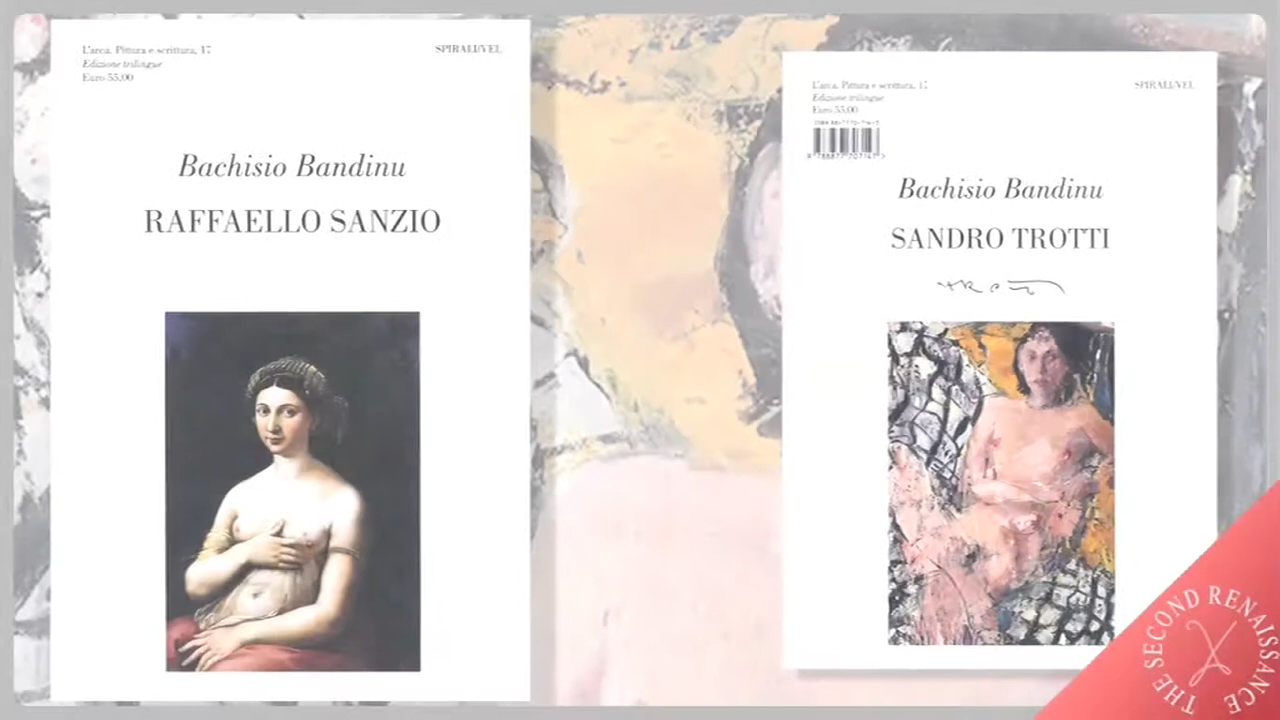 L'arca. Pittura e scrittura, 17
Edizione trilingue
Euro 55,00
SPIRALI/VEL
Bachisio Bandinu
RAFFAELLO SANZIO
L'arca. Pittura e scrittura, 17
Edizione trilingue
Euro 55,00
SPIRALI/VEL
Bachisio Bandinu
SANDRO TROTTI
THE SECOND RENAISSANCE